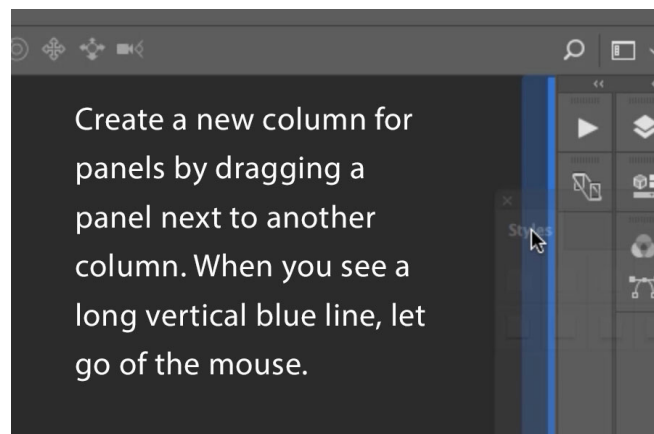 Create a new column for
panels by dragging a
panel next to another
column. When you see a
long vertical blue line, let
go of the mouse.
Styles